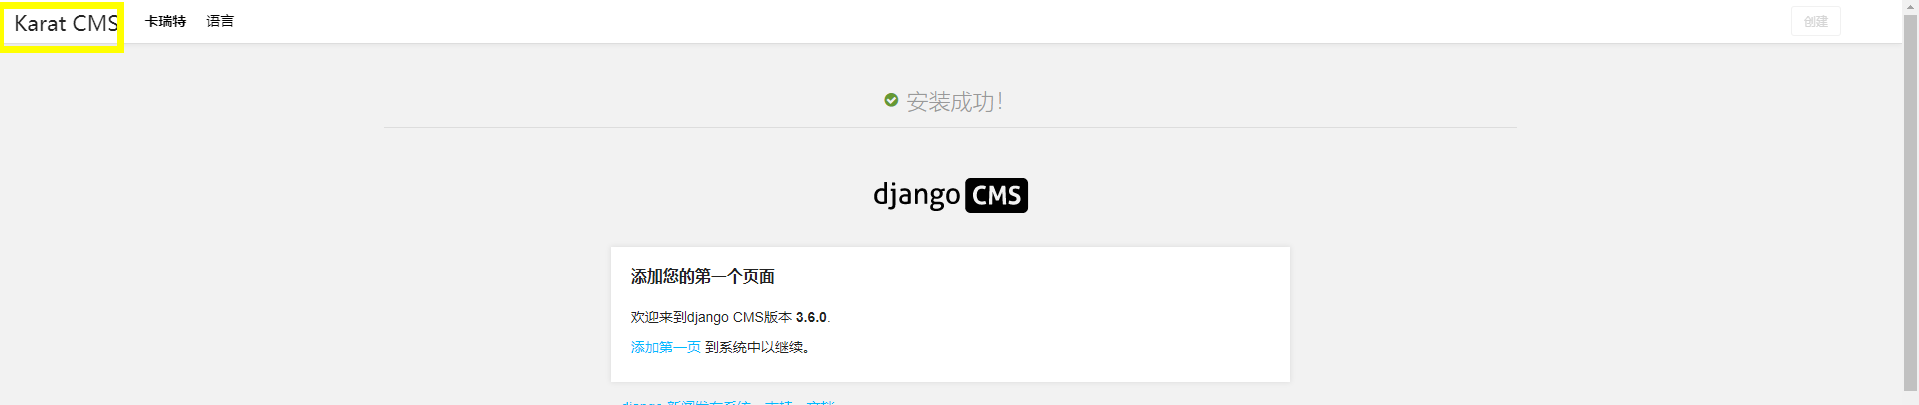 Karat CMS 卡瑞特 语言 创建
安装成功!
django CMS
添加您的第一个页面
欢迎来到django CMS版本 3.6.0.
添加第一页 到系统中以继续。